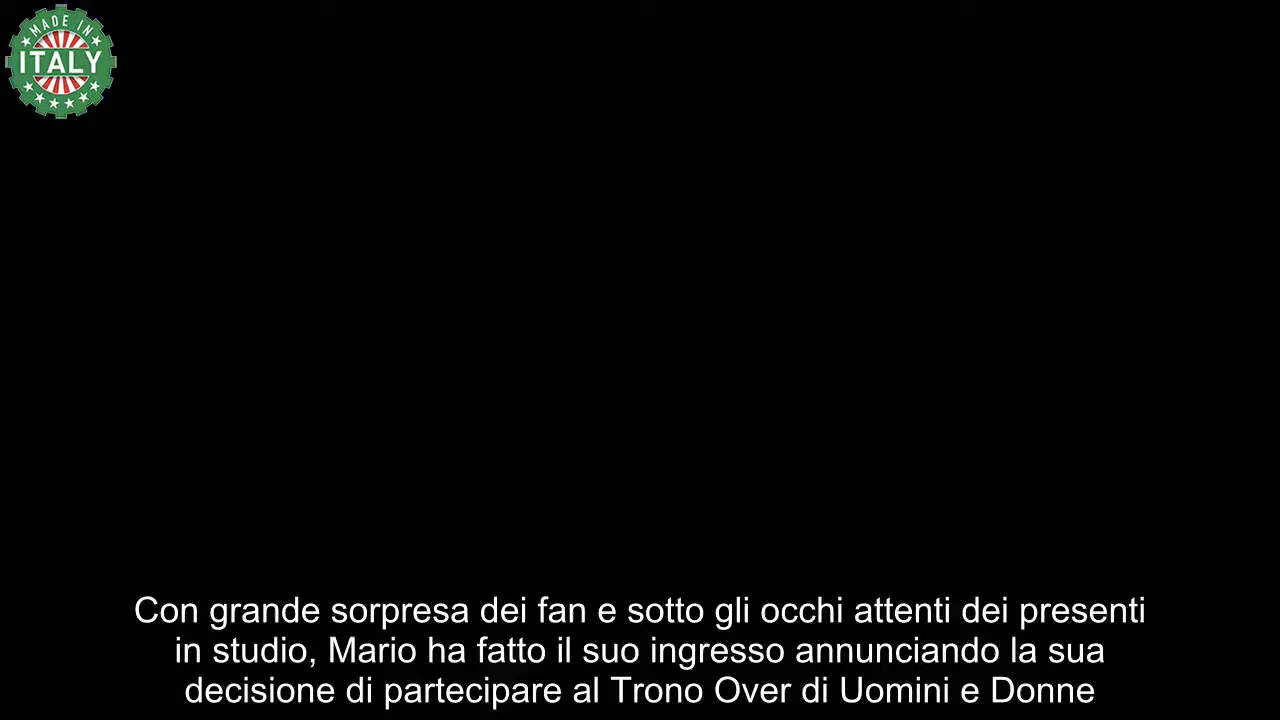 MADE IN
ITALY
Con grande sorpresa dei fan e sotto gli occhi attenti dei presenti
in studio, Mario ha fatto il suo ingresso annunciando la sua
decisione di partecipare al Trono Over di Uomini e Donne